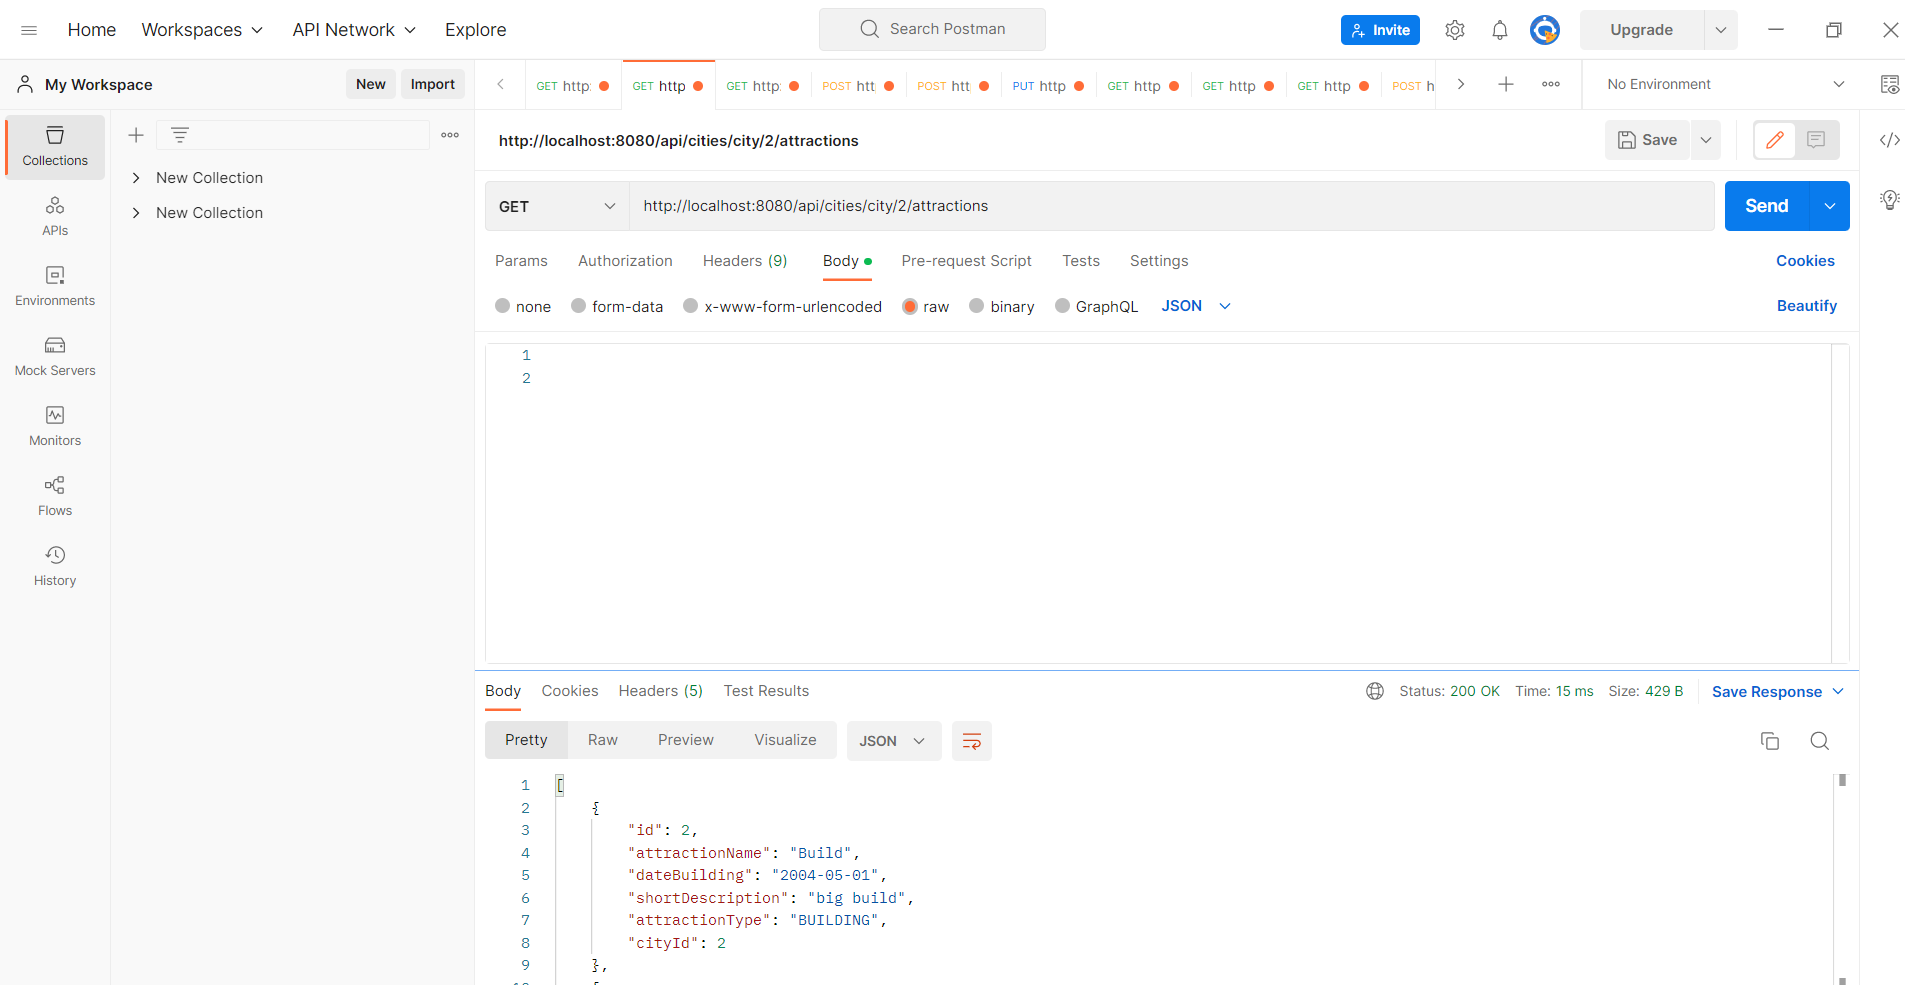 Home Workspaces API Network Explore Search Postman Invite Upgrade
My Workspace New Import GET http: GET http GET http: POST htt POST htt PUT http GET http GET http GET http POST h No Environment
Collections
APIs
Environments
Mock Servers
Monitors
Flows
History
New Collection
New Collection
http://localhost:8080/api/cities/city/2/attractions Save
GET http://localhost:8080/api/cities/city/2/attractions Send
Params Authorization Headers (9) Body Pre-request Script Tests Settings Cookies
none form-data x-www-form-urlencoded raw binary GraphQL JSON Beautify
1
2
Body Cookies Headers (5) Test Results Status: 200 OK Time: 15 ms Size: 429 B Save Response
Pretty Raw Preview Visualize JSON
1 [
2 {
3 "id": 2,
4 "attractionName": "Build",
5 "dateBuilding": "2004-05-01",
6 "shortDescription": "big build",
7 "attractionType": "BUILDING",
8 "cityId": 2
9 },